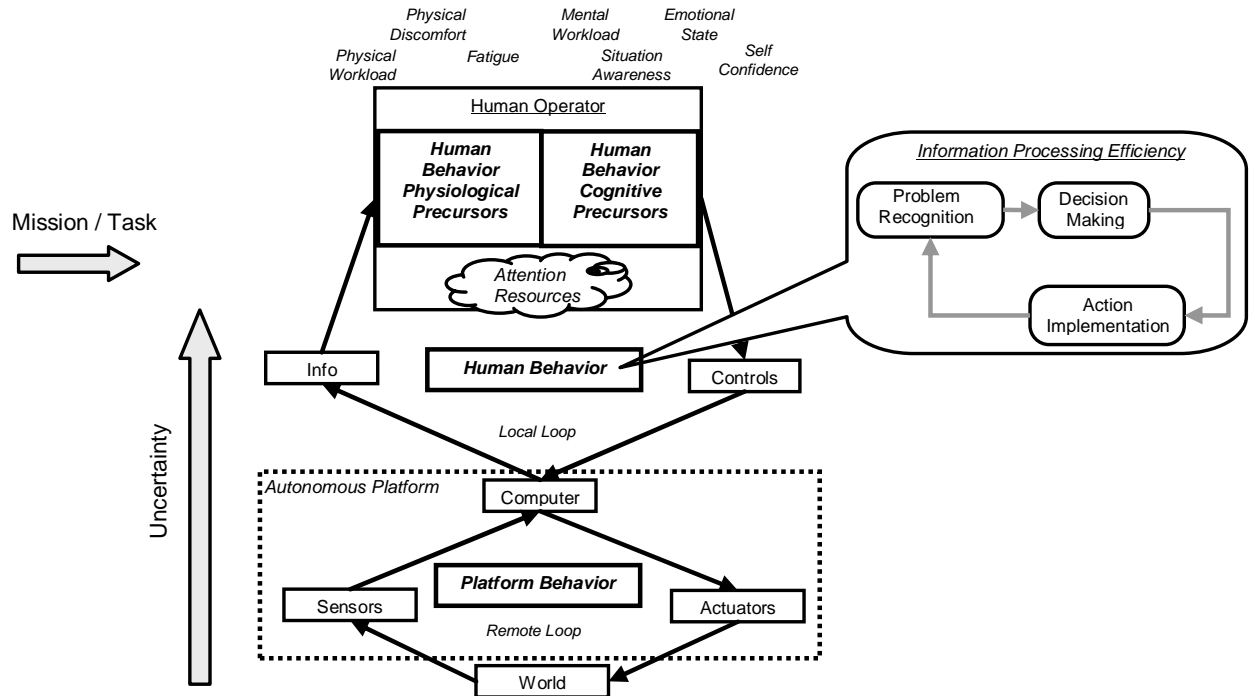 Physical
Discomfort
Mental
Workload
Emotional
State
Physical
Workload
Fatigue
Situation
Awareness
Self
Confidence
Human Operator
Human
Behavior
Physiological
Precursors
Human
Behavior
Cognitive
Precursors
Attention
Resources
Information Processing Efficiency
Problem
Recognition
Decision
Making
Action
Implementation
Mission / Task
Uncertainty
Info
Human Behavior
Controls
Local Loop
Autonomous Platform
Computer
Platform Behavior
Sensors
Actuators
Remote Loop
World